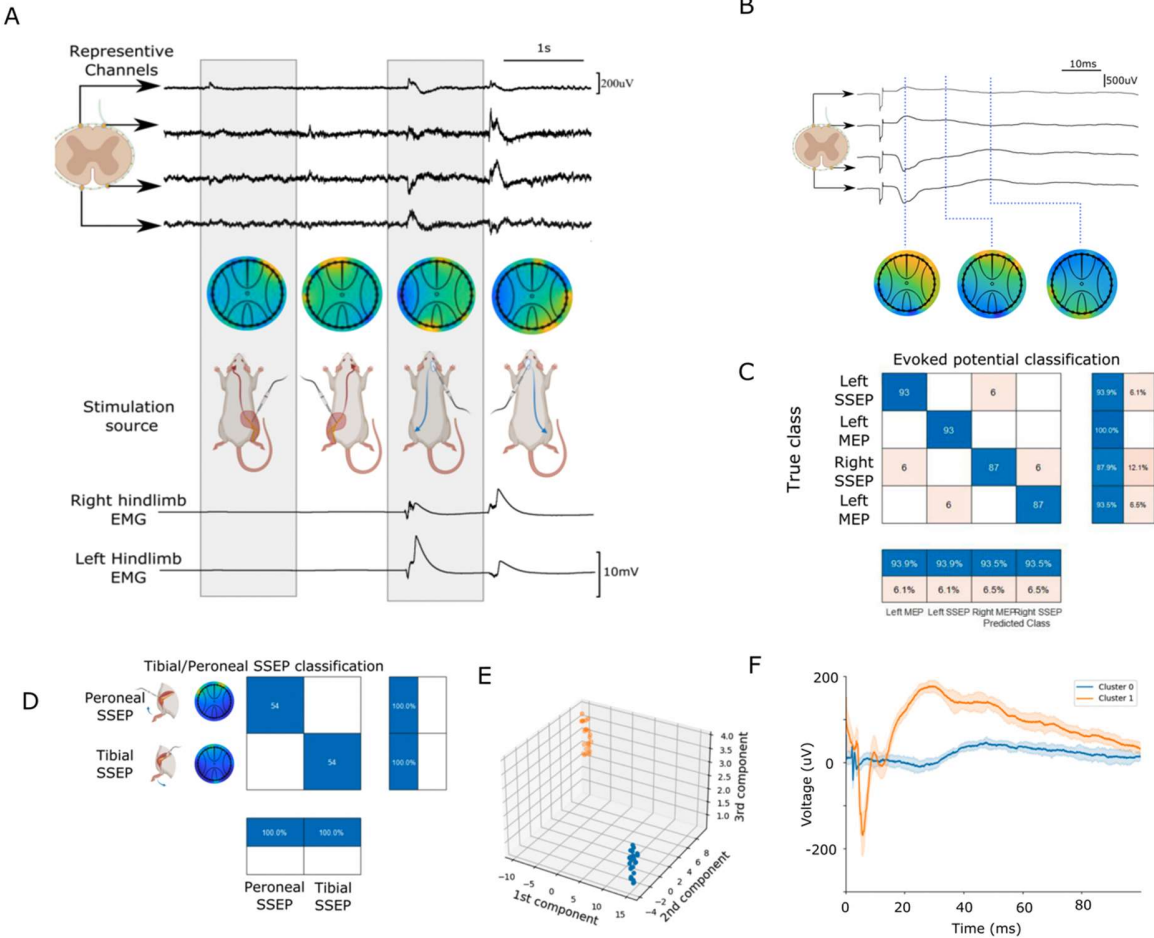 A
Representive
Channels
1s
200uV
Stimulation
source
Right hindlimb
EMG
Left Hindlimb
EMG
10mV
B
10ms
500uV
C
Evoked potential classification
True class
Left
SSEP
93
6
93.9%
6.1%
Left
MEP
93
100.0%
Right
SSEP
6
87
6
87.9%
12.1%
Left
MEP
6
87
93.5%
6.5%
93.9%
93.9%
93.5%
93.5%
6.1%
6.1%
6.5%
6.5%
Left MEP
Left SSEP
Right MEP
Right SSEP
Predicted Class
D
Tibial/Peroneal SSEP classification
Peroneal
SSEP
54
100.0%
Tibial
SSEP
54
100.0%
100.0%
100.0%
Peroneal
SSEP
Tibial
SSEP
E
4.0
3.5
3.0
2.5
2.0
1.5
1.0
3rd component
8
6
4
2
0
-2
-4
2nd component
-10
-5
0
5
10
15
1st component
F
200
0
-200
Voltage (uV)
Cluster 0
Cluster 1
0
20
40
60
80
Time (ms)